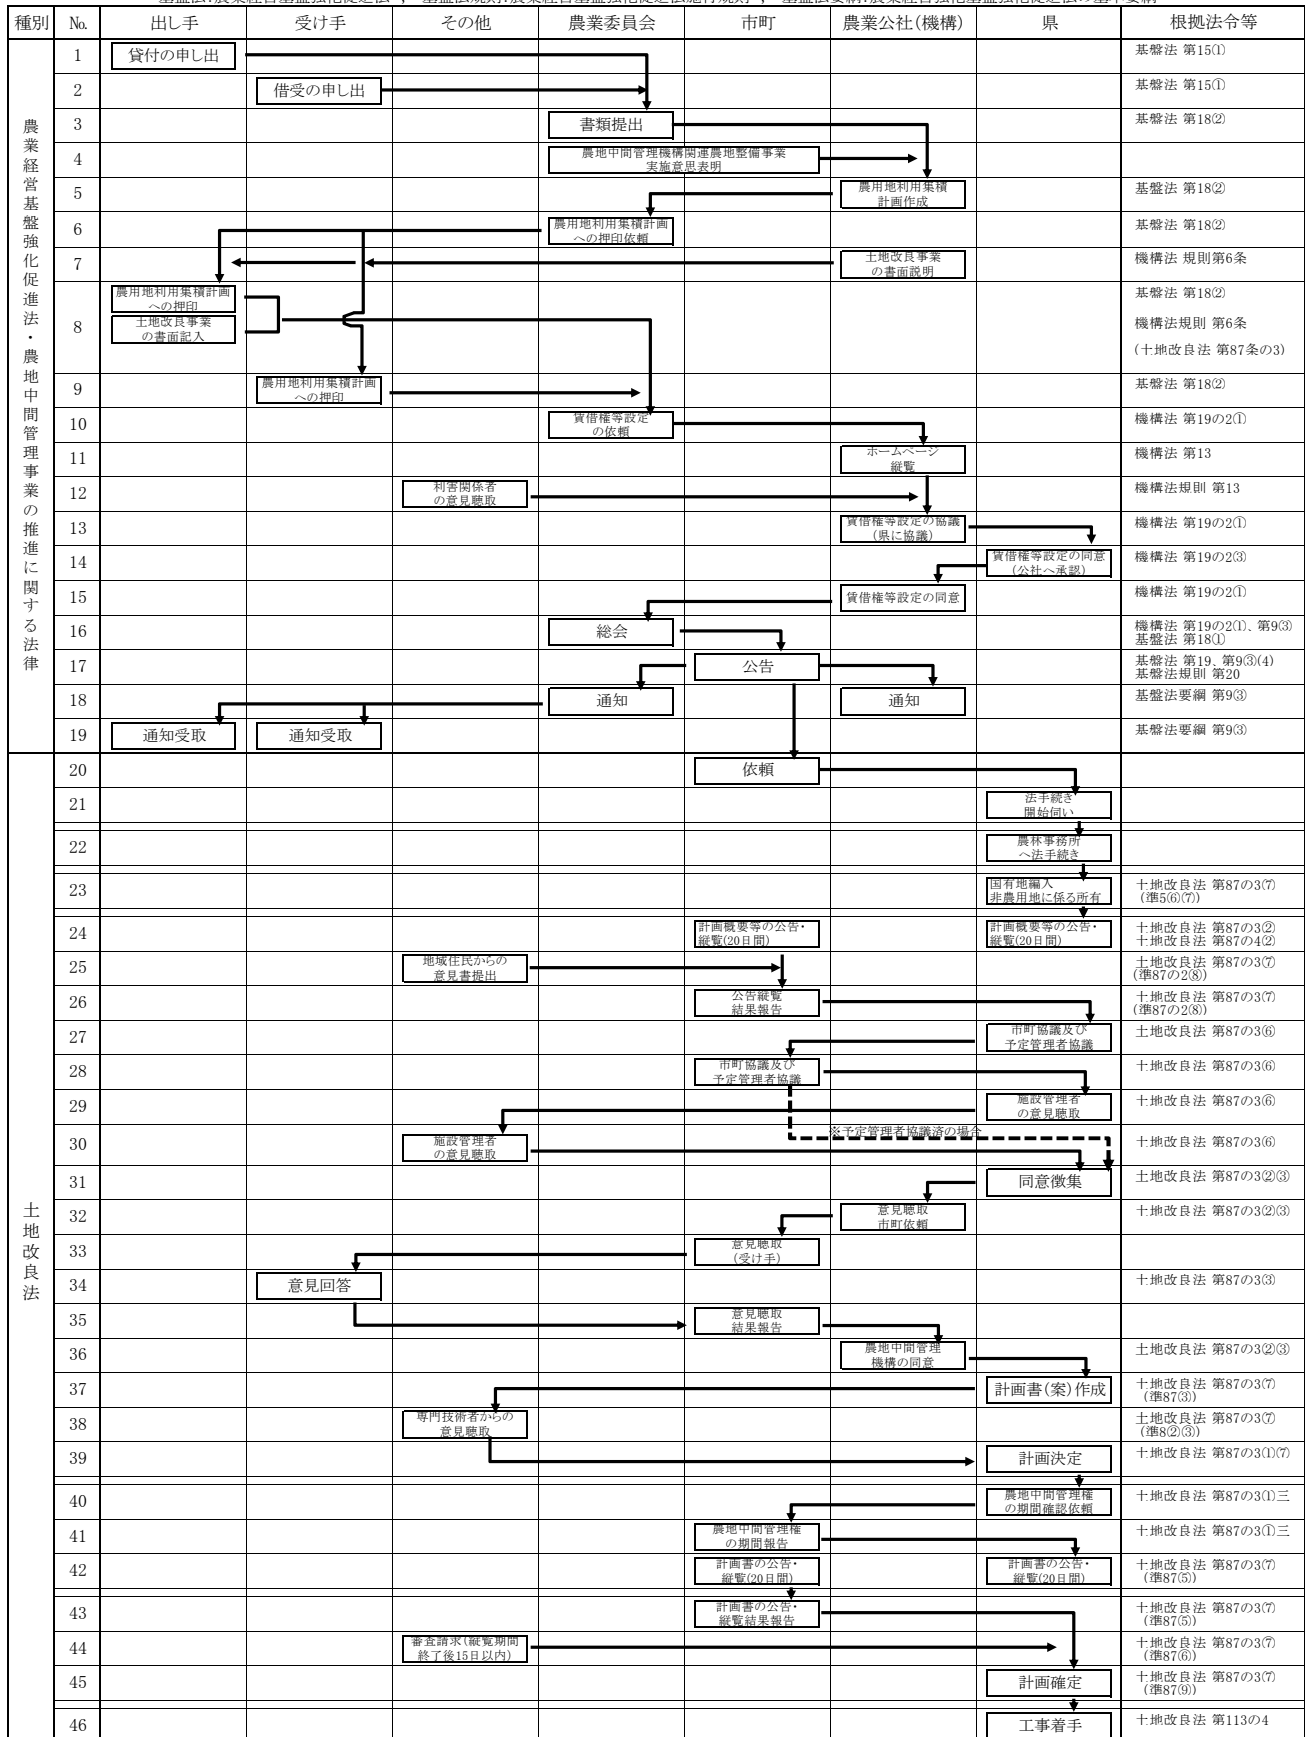 種別 No. 出し手 受け手 その他 農業委員会 市町 農業公社(機構) 県 根拠法令等
農業経営基盤強化促進法・農地中間管理事業の推進に関する法律
1 貸付の申し出 基盤法 第15①
2 借受の申し出 基盤法 第15①
3 書類提出 基盤法 第18②
4 農地中間管理機構関連農地整備事業
実施意思表明
5 農用地利用集積
計画作成 基盤法 第18②
6 農用地利用集積計画
への押印依頼 基盤法 第18②
7 土地改良事業
の書面説明 機構法 規則第6条
8 農用地利用集積計画
への押印 基盤法 第18②
土地改良事業
の書面記入 機構法規則 第6条
(土地改良法 第87条の3)
9 農用地利用集積計画
への押印 基盤法 第18②
10 賃借権等設定
の依頼 機構法 第19の2①
11 ホームページ
縦覧 機構法 第13
12 利害関係者
の意見聴取 機構法規則 第13
13 賃借権等設定の協議
(県に協議) 機構法 第19の2①
14 賃借権等設定の同意
(公社へ承認) 機構法 第19の2③
15 賃借権等設定の同意 機構法 第19の2①
16 総会 機構法 第19の2①、第9③
基盤法 第18①
17 公告 基盤法 第19、第9③(4)
基盤法規則 第20
18 通知 通知 基盤法要綱 第9③
19 通知受取 通知受取 基盤法要綱 第9③
土地改良法
20 依頼
21 法手続き
開始伺い
22 農林事務所
へ法手続き
23 国有地編入
非農用地に係る所有 土地改良法 第87の3⑦
(準5⑥⑦)
24 計画概要等の公告・
縦覧(20日間) 計画概要等の公告・
縦覧(20日間) 土地改良法 第87の3②
土地改良法 第87の4②
25 地域住民からの
意見書提出 土地改良法 第87の3⑦
(準87の2⑧)
26 公告縦覧
結果報告 土地改良法 第87の3⑦
(準87の2⑧)
27 市町協議及び
予定管理者協議 土地改良法 第87の3⑥
28 市町協議及び
予定管理者協議 土地改良法 第87の3⑥
29 施設管理者
の意見聴取 土地改良法 第87の3⑥
※予定管理者協議済の場合
30 施設管理者
の意見聴取 土地改良法 第87の3⑥
31 同意徴集 土地改良法 第87の3②③
32 意見聴取
市町依頼 土地改良法 第87の3②③
33 意見聴取
(受け手)
34 意見回答 土地改良法 第87の3③
35 意見聴取
結果報告
36 農地中間管理
機構の同意 土地改良法 第87の3②③
37 計画書(案)作成 土地改良法 第87の3⑦
(準87③)
38 専門技術者からの
意見聴取 土地改良法 第87の3⑦
(準8②③)
39 計画決定 土地改良法 第87の3①⑦
40 農地中間管理権
の期間確認依頼 土地改良法 第87の3①三
41 農地中間管理権
の期間報告 土地改良法 第87の3①三
42 計画書の公告・
縦覧(20日間) 計画書の公告・
縦覧(20日間) 土地改良法 第87の3⑦
(準87⑤)
43 計画書の公告・
縦覧結果報告 土地改良法 第87の3⑦
(準87⑤)
44 審査請求(縦覧期間
終了後15日以内) 土地改良法 第87の3⑦
(準87⑥)
45 計画確定 土地改良法 第87の3⑦
(準87⑨)
46 工事着手 土地改良法 第113の4